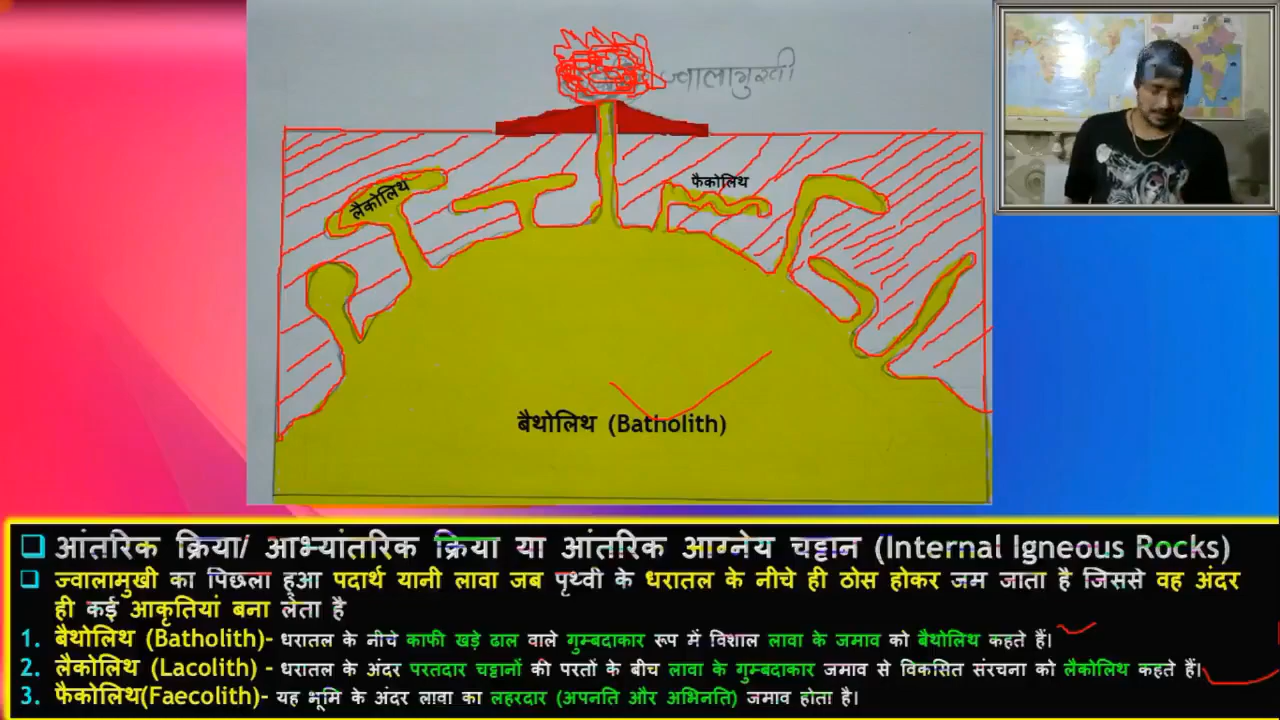 ज्वालामुखी
लैकोलिथ
फैकोलिथ
बैथोलिथ (Batholith)
आंतरिक क्रिया/ आभ्यांतरिक क्रिया या आंतरिक आग्नेय चट्टान (Internal Igneous Rocks)
ज्वालामुखी का पिछला हुआ पदार्थ यानी लावा जब पृथ्वी के धरातल के नीचे ही ठोस होकर जम जाता है जिससे वह अंदर
ही कई आकृतियां बना लेता है
1. बैथोलिथ (Batholith)- धरातल के नीचे काफी खड़े ढाल वाले गुम्बदाकार रूप में विशाल लावा के जमाव को बैथोलिथ कहते हैं।
2. लैकोलिथ (Lacolith) - धरातल के अंदर परतदार चट्टानों की परतों के बीच लावा के गुम्बदाकार जमाव से विकसित संरचना को लैकोलिथ कहते हैं।
3. फैकोलिथ(Faecolith)- यह भूमि के अंदर लावा का लहरदार (अपनति और अभिनति) जमाव होता है।